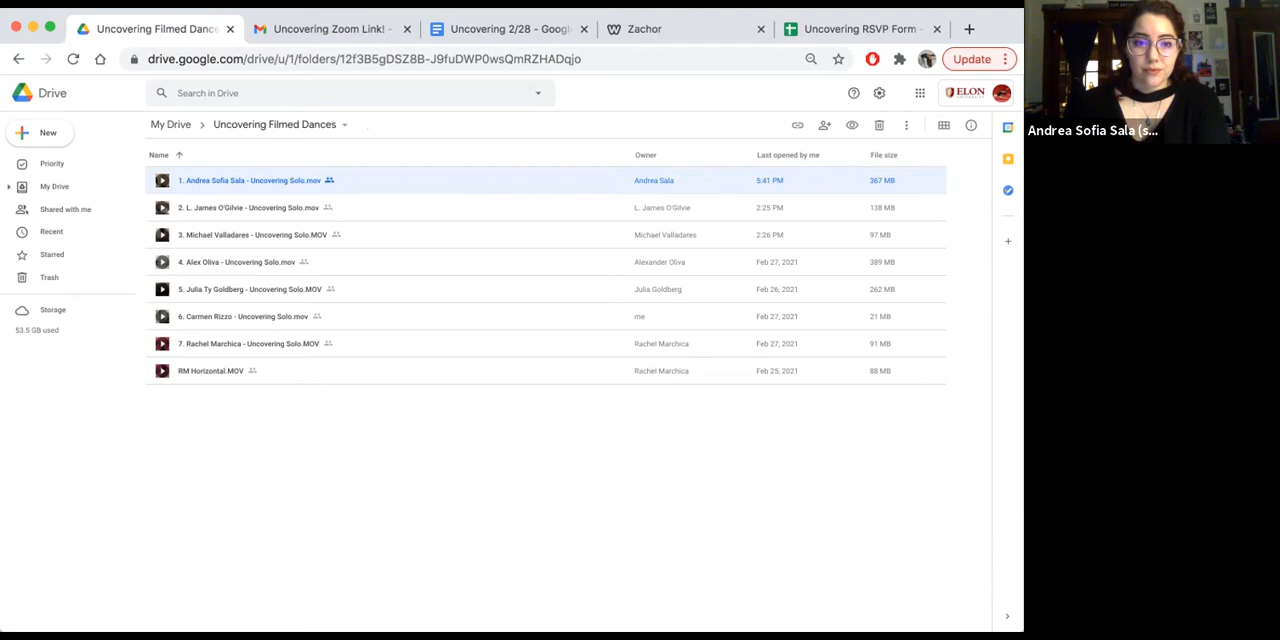 Uncovering Filmed Dance
Uncovering Zoom Link! -
Uncovering 2/28 - Google
Zachor
Uncovering RSVP Form -
drive.google.com/drive/u/1/folders/12f3B5gDSZ8B-J9fuDWP0wsQmRZHADqjo
Update
Drive
Search in Drive
ELON
New
My Drive > Uncovering Filmed Dances
Priority
My Drive
Shared with me
Recent
Starred
Trash
Storage
53.5 GB used
Name Owner Last opened by me File size
1. Andrea Sofia Sala - Uncovering Solo.mov Andrea Sala 5:41 PM 367 MB
2. L. James O'Gilvie - Uncovering Solo.mov L. James O'Gilvie 2:25 PM 138 MB
3. Michael Valladares - Uncovering Solo.MOV Michael Valladares 2:26 PM 97 MB
4. Alex Oliva - Uncovering Solo.mov Alexander Oliva Feb 27, 2021 389 MB
5. Julia Ty Goldberg - Uncovering Solo.MOV Julia Goldberg Feb 26, 2021 262 MB
6. Carmen Rizzo - Uncovering Solo.mov me Feb 27, 2021 21 MB
7. Rachel Marchica - Uncovering Solo.MOV Rachel Marchica Feb 27, 2021 91 MB
RM Horizontal.MOV Rachel Marchica Feb 25, 2021 88 MB
Andrea Sofia Sala (s...